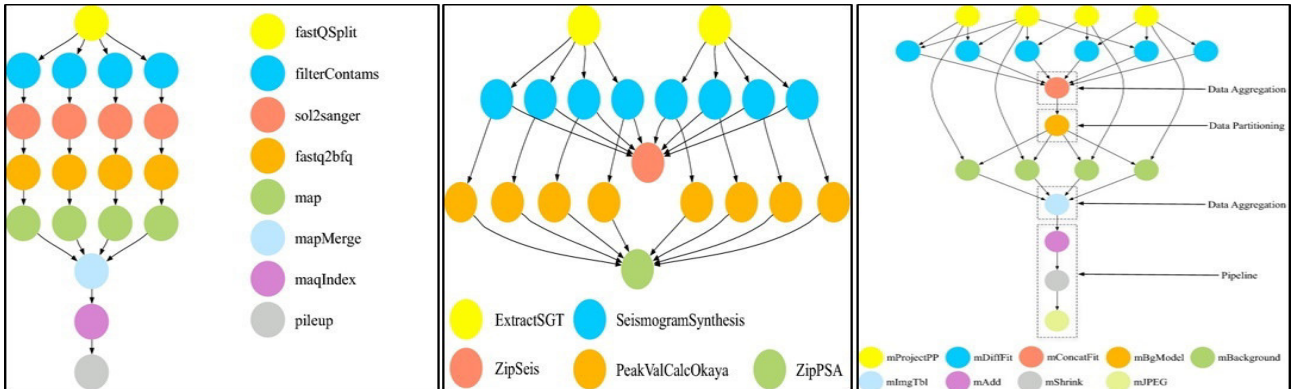 fastQSplit
filterContams
sol2sanger
fastq2bfq
map
mapMerge
maqIndex
pileup
ExtractSGT
SeismogramSynthesis
ZipSeis
PeakValCalcOkaya
ZipPSA
Data Aggregation
Data Partitioning
Data Aggregation
Pipeline
mProjectPP
mDiffFit
mConcatFit
mBgModel
mBackground
mImgTbl
mAdd
mShrink
mJPEG